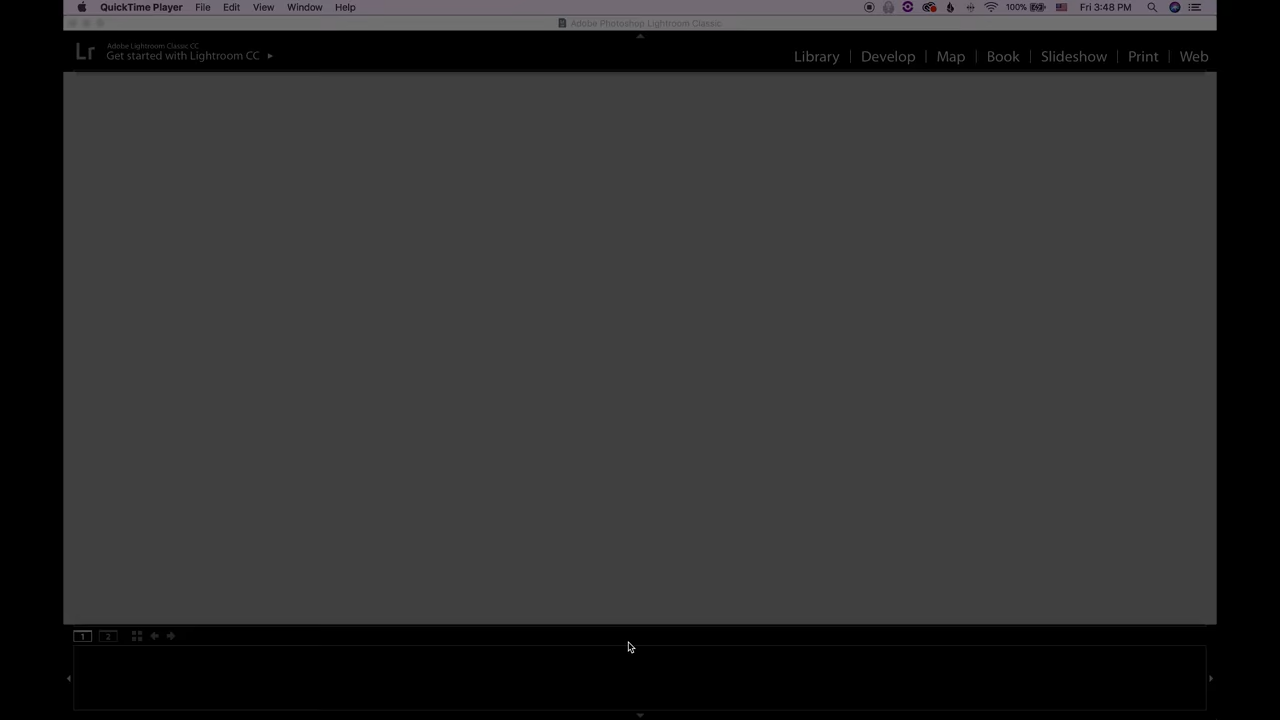 QuickTime Player File Edit View Window Help 100% Fri 3:48 PM
Adobe Photoshop Lightroom Classic
Lr
Adobe Lightroom Classic CC
Get started with Lightroom CC
Library Develop Map Book Slideshow Print Web
1 2